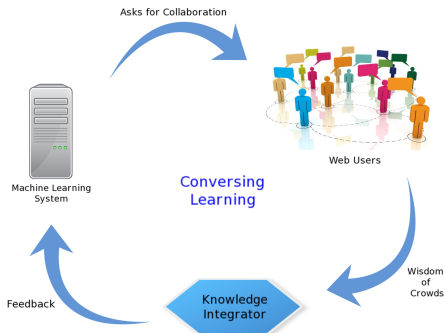 Asks for Collaboration
Web Users
Machine Learning
System
Conversing
Learning
Wisdom
of
Crowds
Knowledge
Integrator
Feedback